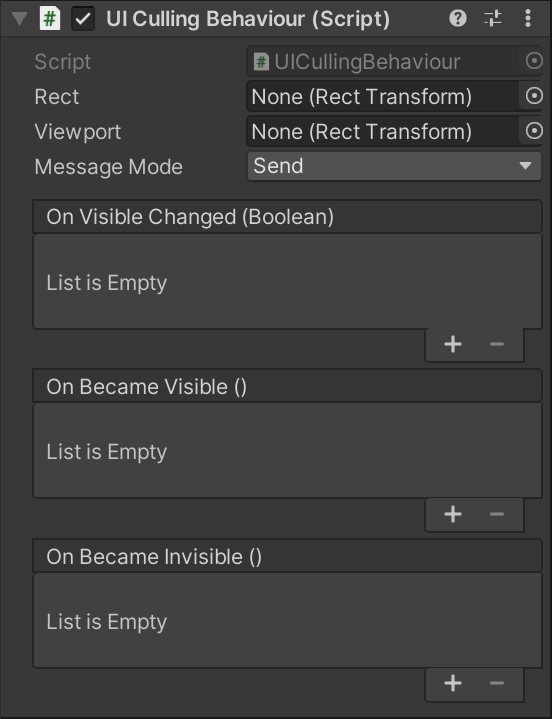 # UI Culling Behaviour (Script) ?
Script # UICullingBehaviour
Rect None (Rect Transform)
Viewport None (Rect Transform)
Message Mode Send
On Visible Changed (Boolean)
List is Empty
+ −
On Became Visible ()
List is Empty
+ −
On Became Invisible ()
List is Empty
+ −